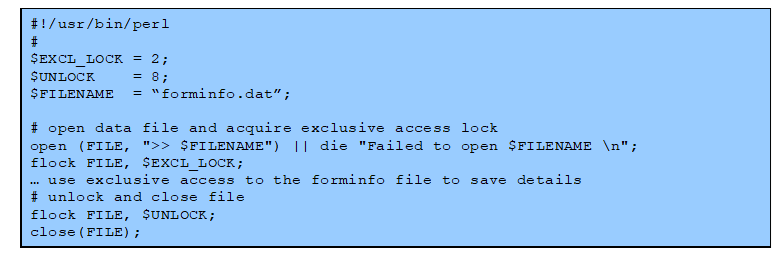 #!/usr/bin/perl
#
$EXCL_LOCK = 2;
$UNLOCK    = 8;
$FILENAME  = “forminfo.dat”;

# open data file and acquire exclusive access lock
open (FILE, ">> $FILENAME") || die "Failed to open $FILENAME \n";
flock FILE, $EXCL_LOCK;
… use exclusive access to the forminfo file to save details
# unlock and close file
flock FILE, $UNLOCK;
close(FILE);